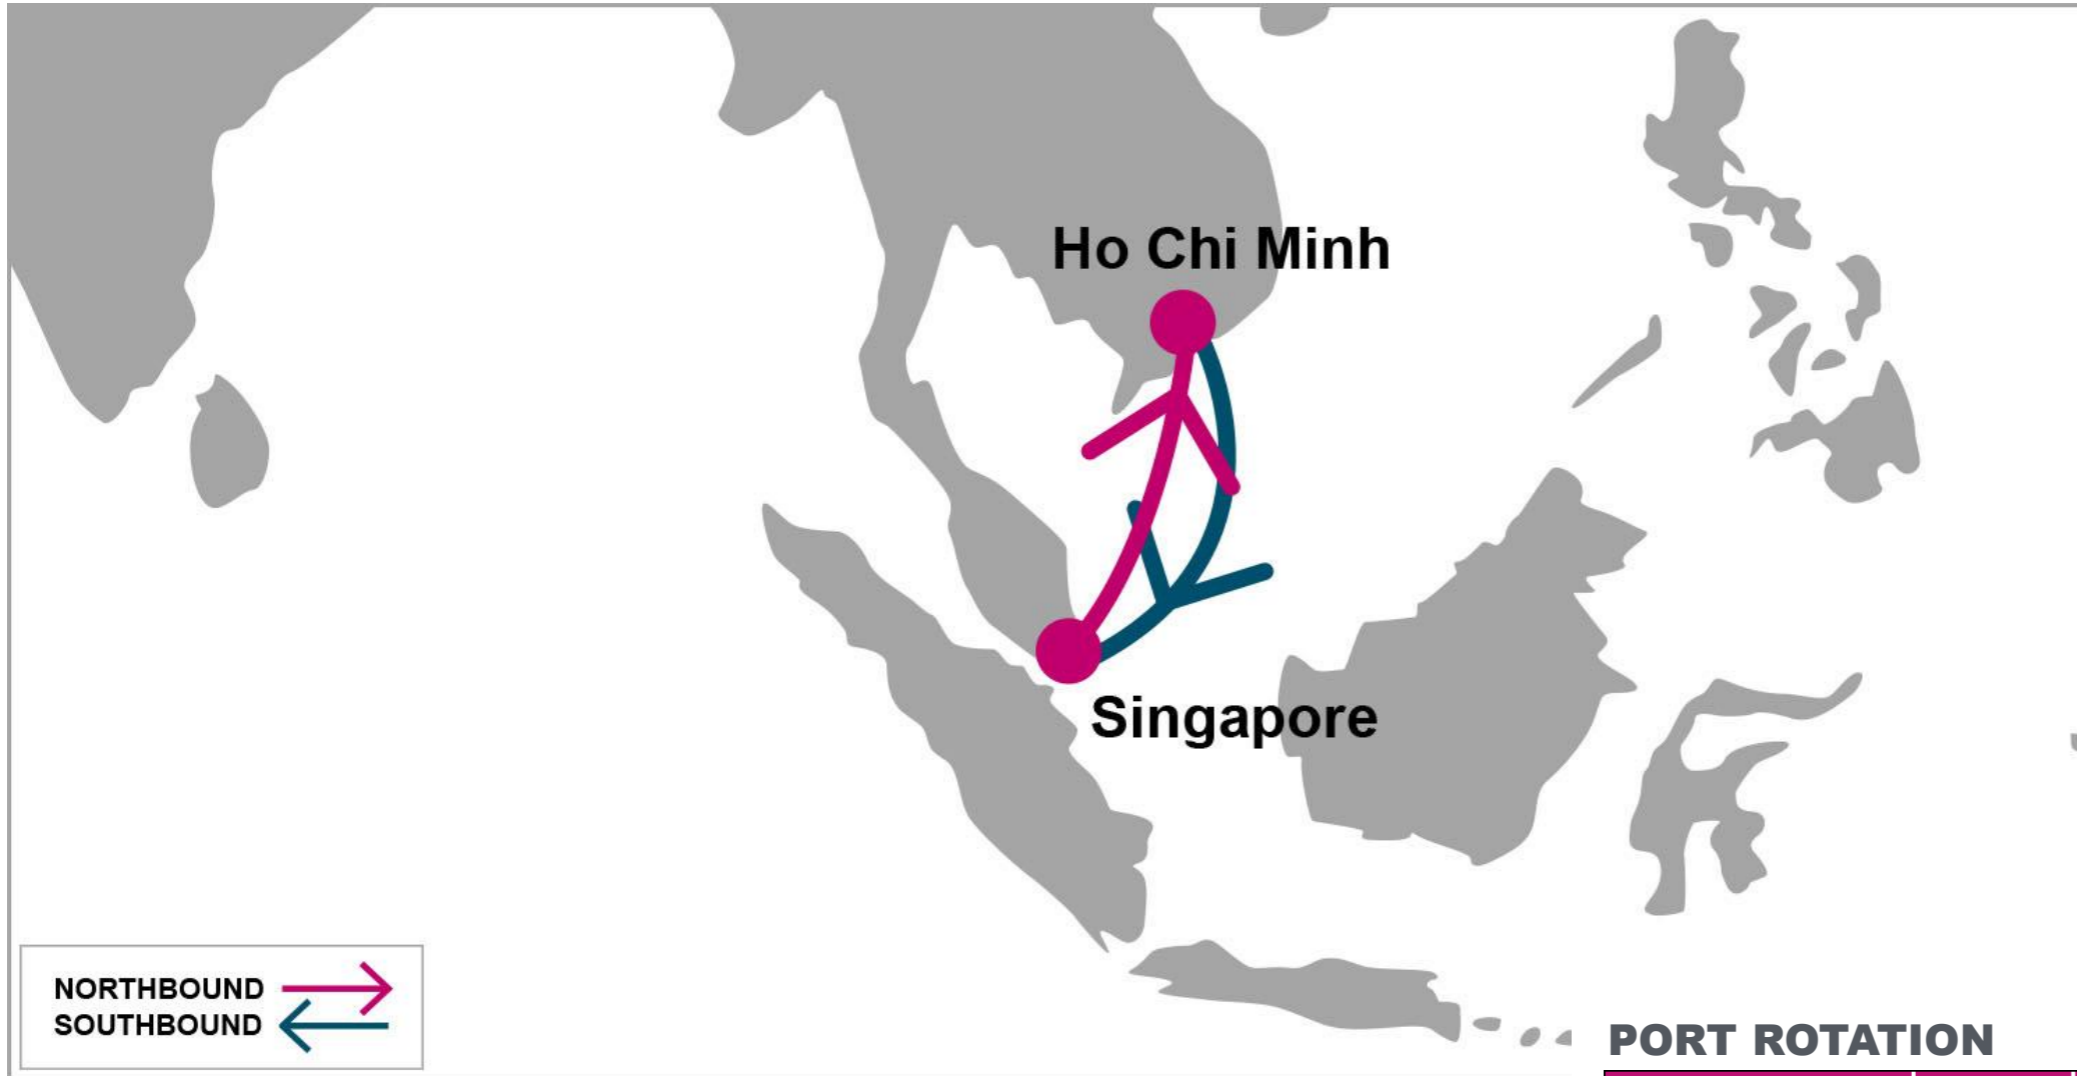 Ho Chi Minh
Singapore
NORTHBOUND
SOUTHBOUND
PORT ROTATION